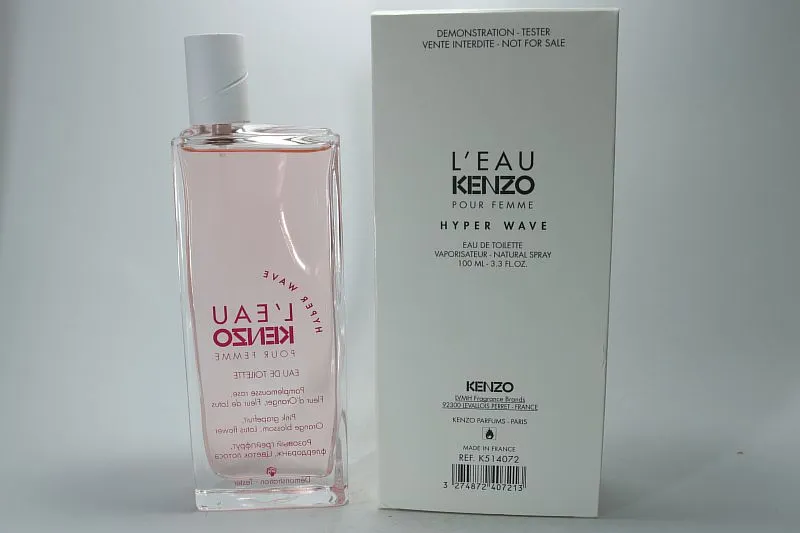 HYPER WAVE
L'EAU
KENZO
POUR FEMME
EAU DE TOILETTE
Pamplemousse rose,
Fleur d'Oranger, Fleur de Lotus
Pink grapefruit,
Orange blossom, Lotus flower
Розовый грейпфрут,
флердоранж, Цветок лотоса
Démonstration - Tester
DEMONSTRATION - TESTER
VENTE INTERDITE - NOT FOR SALE
L'EAU
KENZO
POUR FEMME
HYPER WAVE
EAU DE TOILETTE
VAPORISATEUR - NATURAL SPRAY
100 ML - 3.3 FL.OZ.
KENZO
LVMH Fragrance Brands
92300 LEVALLOIS PERRET - FRANCE
KENZO PARFUMS - PARIS
MADE IN FRANCE
REF. K514072
3 274872 407213